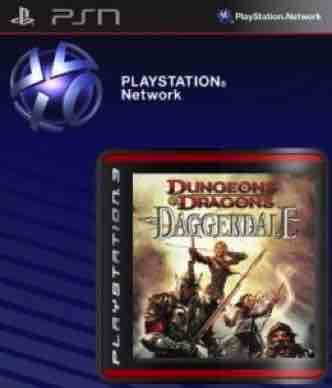 PSN
PlayStation.Network
PLAYSTATION®
Network
PLAYSTATION 3
DUNGEONS
& DRAGONS
DAGGERDALE